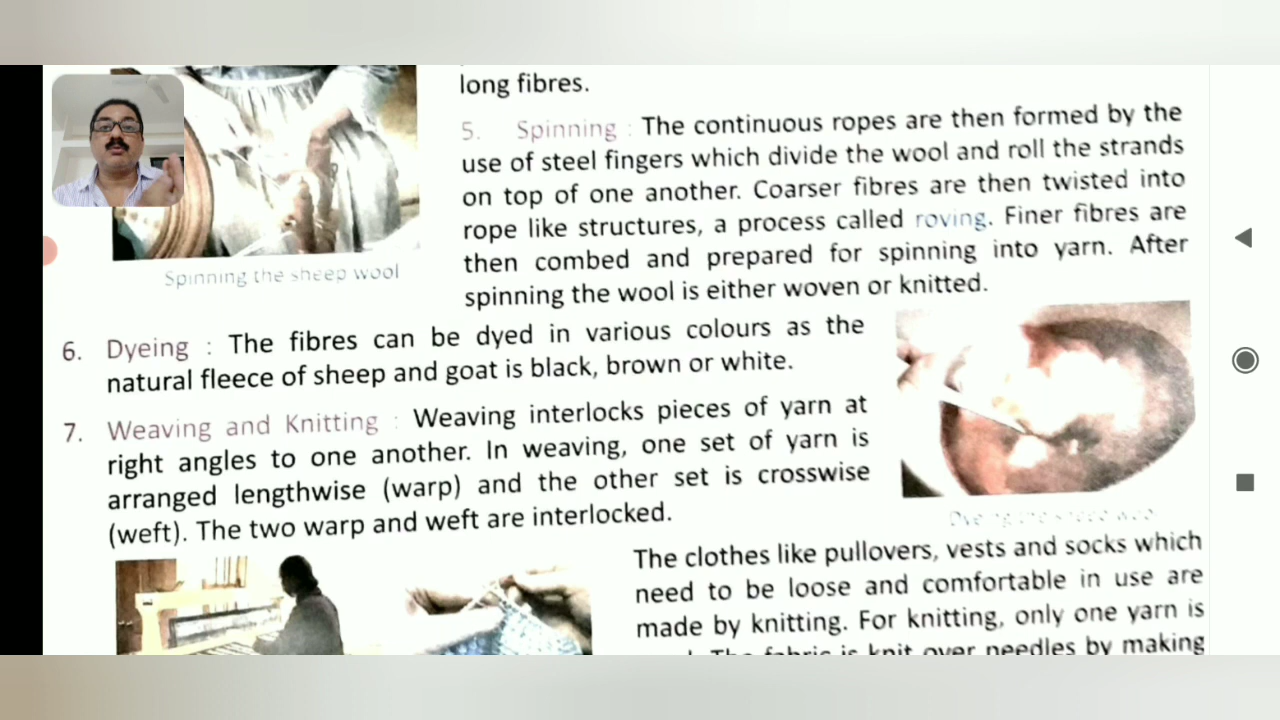 long fibres.
5. Spinning : The continuous ropes are then formed by the
use of steel fingers which divide the wool and roll the strands
on top of one another. Coarser fibres are then twisted into
rope like structures, a process called roving. Finer fibres are
then combed and prepared for spinning into yarn. After
spinning the wool is either woven or knitted.
Spinning the sheep wool
6. Dyeing : The fibres can be dyed in various colours as the
natural fleece of sheep and goat is black, brown or white.
7. Weaving and Knitting : Weaving interlocks pieces of yarn at
right angles to one another. In weaving, one set of yarn is
arranged lengthwise (warp) and the other set is crosswise
(weft). The two warp and weft are interlocked.
The clothes like pullovers, vests and socks which
need to be loose and comfortable in use are
made by knitting. For knitting, only one yarn is
The fabric is knit over needles by making